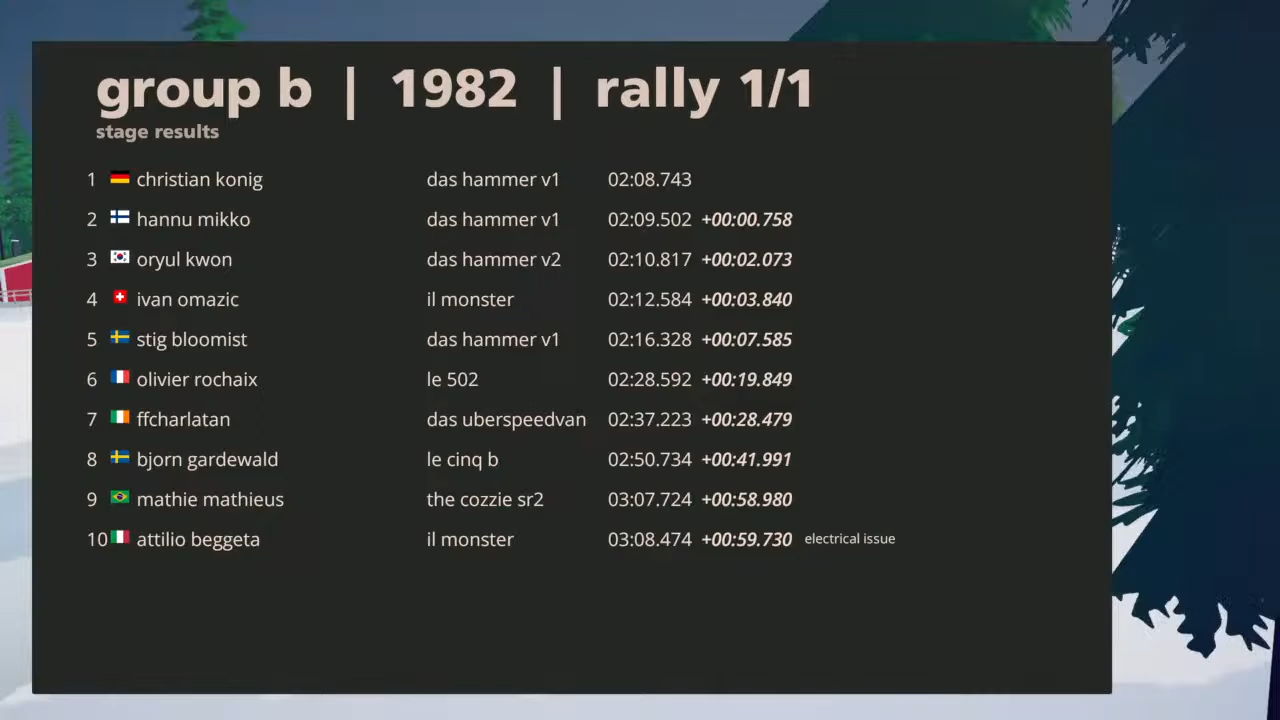 group b | 1982 | rally 1/1
stage results
1 christian konig das hammer v1 02:08.743
2 hannu mikko das hammer v1 02:09.502 +00:00.758
3 oryul kwon das hammer v2 02:10.817 +00:02.073
4 ivan omazic il monster 02:12.584 +00:03.840
5 stig bloomist das hammer v1 02:16.328 +00:07.585
6 olivier rochaix le 502 02:28.592 +00:19.849
7 ffcharlatan das uberspeedvan 02:37.223 +00:28.479
8 bjorn gardewald le cinq b 02:50.734 +00:41.991
9 mathie mathieus the cozzie sr2 03:07.724 +00:58.980
10 attilio beggeta il monster 03:08.474 +00:59.730 electrical issue